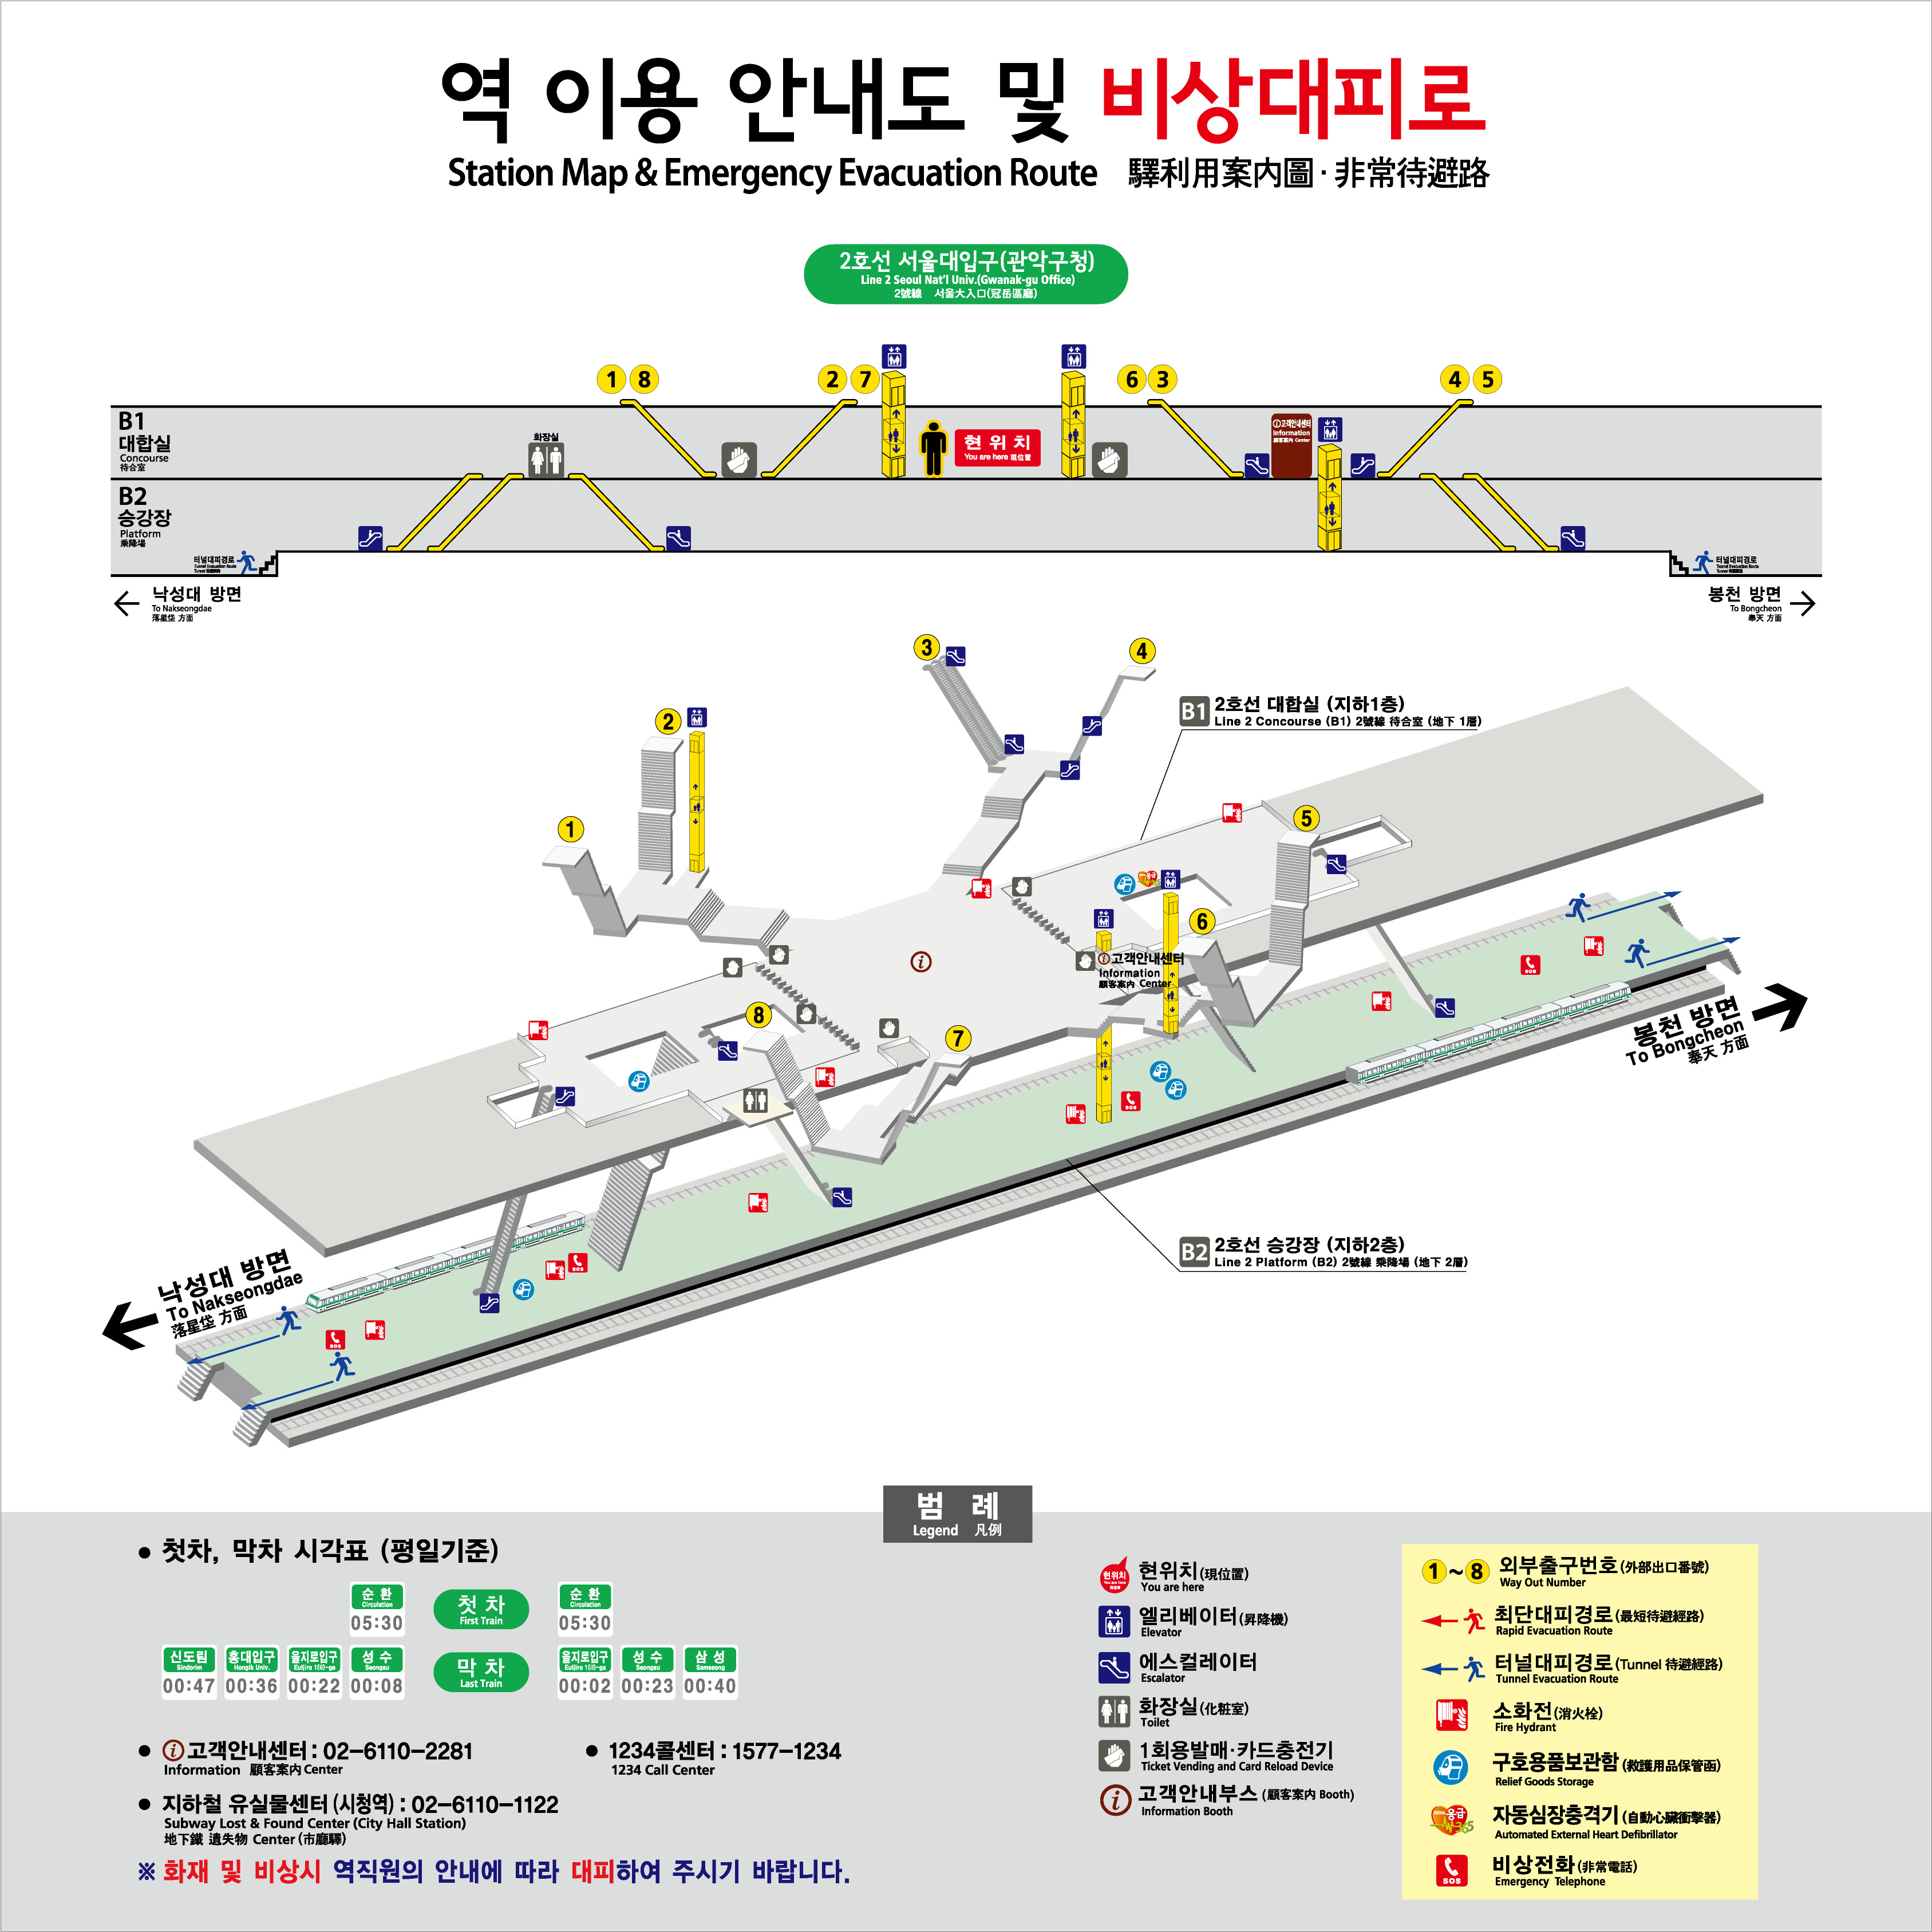 역 이용 안내도 및 비상대피로
Station Map & Emergency Evacuation Route 驛利用案內圖·非常待避路
2호선 서울대입구(관악구청)
Line 2 Seoul Nat'l Univ.(Gwanak-gu Office)
2號線 서울大入口(冠岳區廳)
1 8
2 7
6 3
4 5
B1
대합실
Concourse
待合室
화장실
현 위 치
You are here 現位置
고객안내센터
Information
顧客案內 Center
B2
승강장
Platform
乘降場
터널대피경로
Tunnel Evacuation Route
터널대피경로
Tunnel Evacuation Route
낙성대 방면
To Nakseongdae
落星垈 方面
봉천 방면
To Bongcheon
奉天 方面
3
4
2
1
5
6
8
7
B1 2호선 대합실 (지하1층)
Line 2 Concourse (B1) 2號線 待合室 (地下 1層)
고객안내센터
Information
顧客案內 Center
SOS
SOS
SOS
SOS
봉천 방면
To Bongcheon
奉天 方面
B2 2호선 승강장 (지하2층)
Line 2 Platform (B2) 2號線 乘降場 (地下 2層)
낙성대 방면
To Nakseongdae
落星垈 方面
범 례
Legend 凡例
● 첫차, 막차 시각표 (평일기준)
순 환
Circulation
05:30
첫 차
First Train
순 환
Circulation
05:30
신도림
Sindorim
00:47
홍대입구
Hongik Univ.
00:36
을지로입구
Euljiro 1(il)-ga
00:22
성 수
Seongsu
00:08
막 차
Last Train
을지로입구
Euljiro 1(il)-ga
00:02
성 수
Seongsu
00:23
삼 성
Samseong
00:40
● 고객안내센터 : 02-6110-2281
Information 顧客案內 Center
● 1234콜센터 : 1577-1234
1234 Call Center
● 지하철 유실물센터 (시청역) : 02-6110-1122
Subway Lost & Found Center (City Hall Station)
地下鐵 遺失物 Center (市廳驛)
※ 화재 및 비상시 역직원의 안내에 따라 대피하여 주시기 바랍니다.
현위치
현위치(現位置)
You are here
엘리베이터(昇降機)
Elevator
에스컬레이터
Escalator
화장실(化粧室)
Toilet
1회용발매·카드충전기
Ticket Vending and Card Reload Device
고객안내부스 (顧客案內 Booth)
Information Booth
1~8 외부출구번호(外部出口番號)
Way Out Number
최단대피경로(最短待避經路)
Rapid Evacuation Route
터널대피경로(Tunnel 待避經路)
Tunnel Evacuation Route
소화전(消火栓)
Fire Hydrant
구호용품보관함 (救護用品保管函)
Relief Goods Storage
응급
365
자동심장충격기 (自動心臟衝擊器)
Automated External Heart Defibrillator
SOS
비상전화(非常電話)
Emergency Telephone